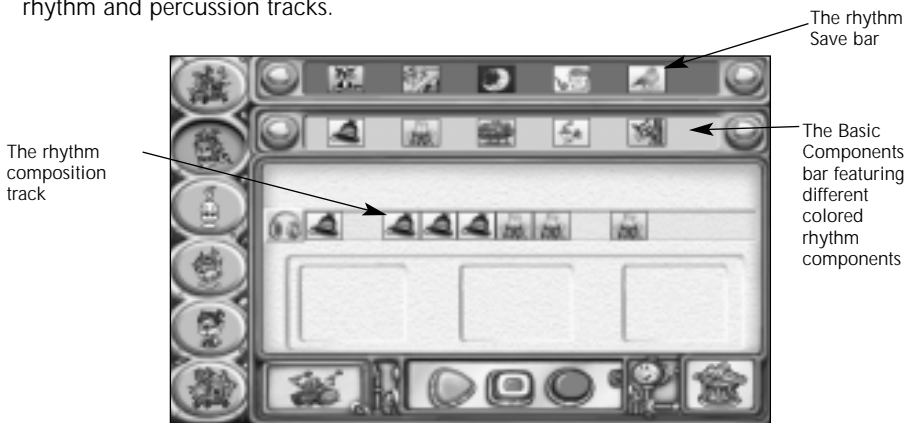 rhythm and percussion tracks.
The rhythm
Save bar
The rhythm
composition
track
The Basic
Components
bar featuring
different
colored
rhythm
components